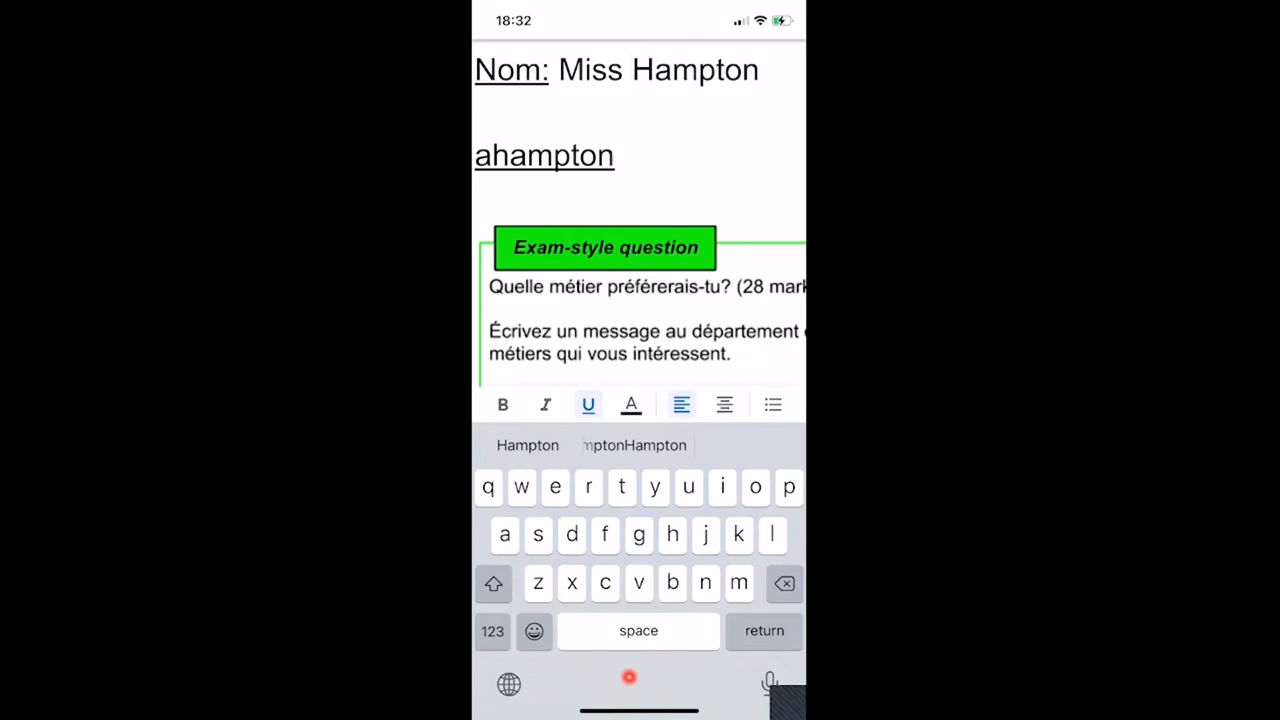 18:32
Nom: Miss Hampton
ahampton
Exam-style question
Quelle métier préférerais-tu? (28 mark
Écrivez un message au département
métiers qui vous intéressent.
B I U A
Hampton mptonHampton
q w e r t y u i o p
a s d f g h j k l
z x c v b n m
123 space return